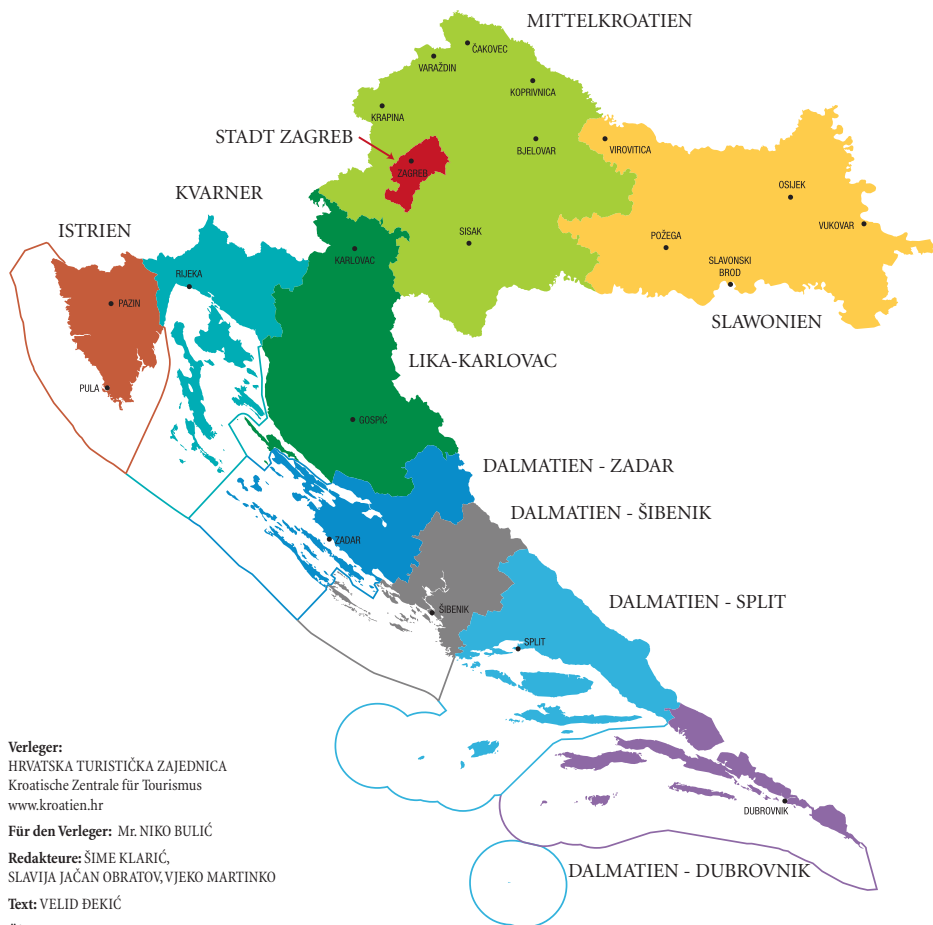 MITTELKROATIEN
ČAKOVEC
VARAŽDIN
KOPRIVNICA
KRAPINA
STADT ZAGREB
BJELOVAR
VIROVITICA
ZAGREB
OSIJEK
KVARNER
VUKOVAR
ISTRIEN
SISAK
POŽEGA
KARLOVAC
SLAVONSKI
BROD
RIJEKA
PAZIN
SLAWONIEN
LIKA-KARLOVAC
PULA
GOSPIĆ
DALMATIEN - ZADAR
DALMATIEN - ŠIBENIK
ZADAR
DALMATIEN - SPLIT
ŠIBENIK
SPLIT
DUBROVNIK
DALMATIEN - DUBROVNIK
Verleger:
HRVATSKA TURISTIČKA ZAJEDNICA
Kroatische Zentrale für Tourismus
www.kroatien.hr
Für den Verleger: Mr. NIKO BULIĆ
Redakteure: ŠIME KLARIĆ,
SLAVIJA JAČAN OBRATOV, VJEKO MARTINKO
Text: VELID ĐEKIĆ